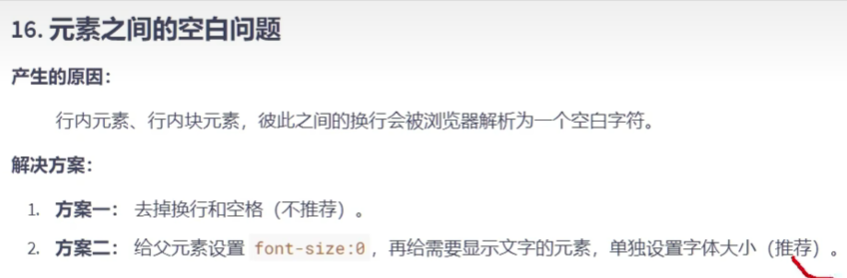 16. 元素之间的空白问题
产生的原因：
行内元素、行内块元素，彼此之间的换行会被浏览器解析为一个空白字符。
解决方案：
1. 方案一： 去掉换行和空格（不推荐）。
2. 方案二： 给父元素设置 font-size:0，再给需要显示文字的元素，单独设置字体大小（推荐）。